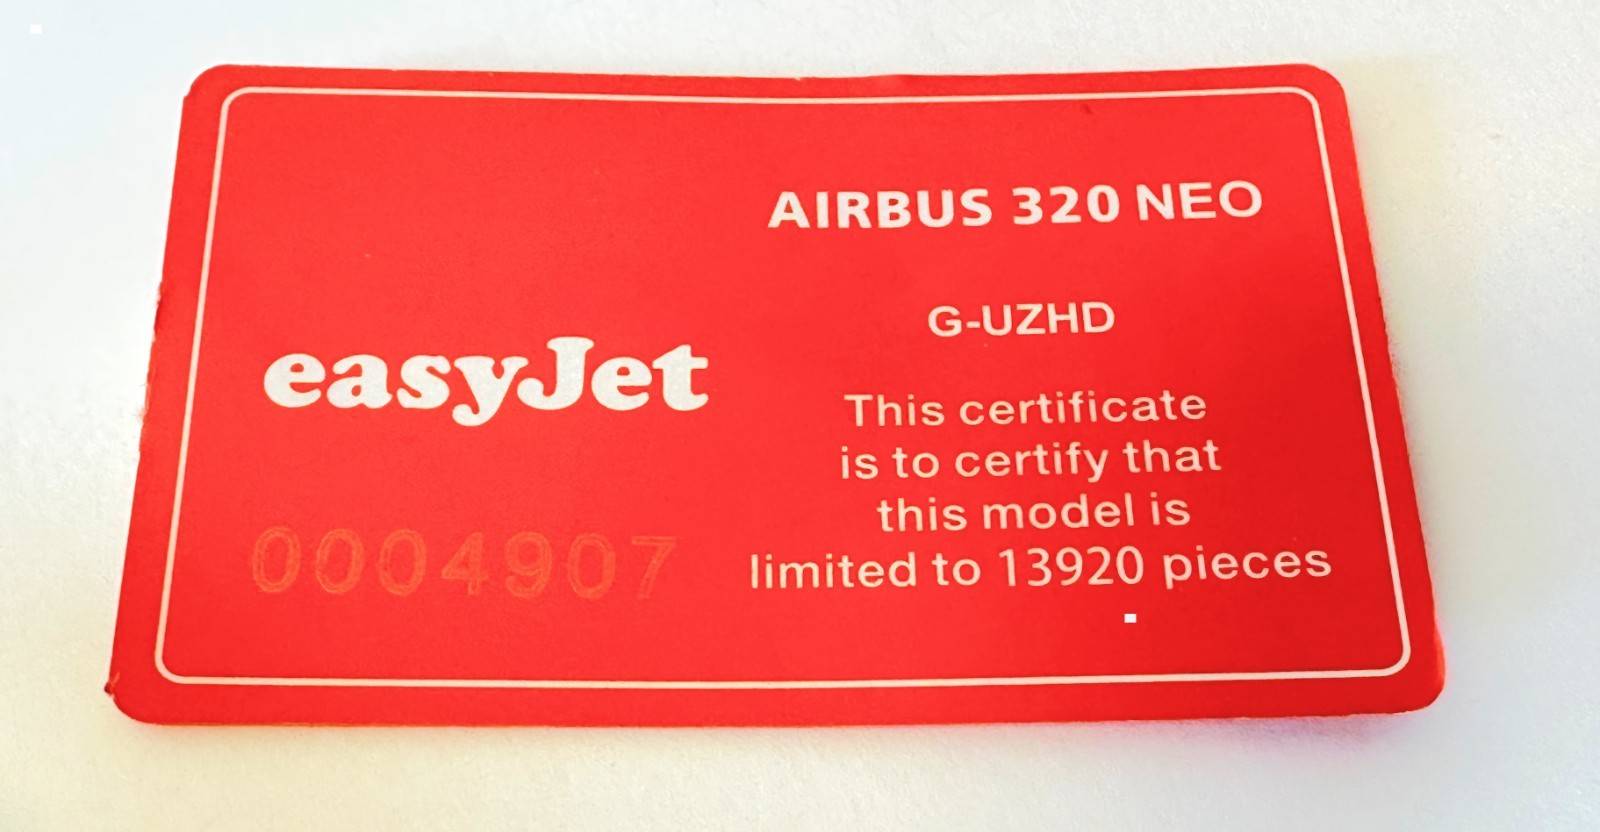 AIRBUS 320 NEO
G-UZHD
easyJet
This certificate
is to certify that
this model is
limited to 13920 pieces
0004907